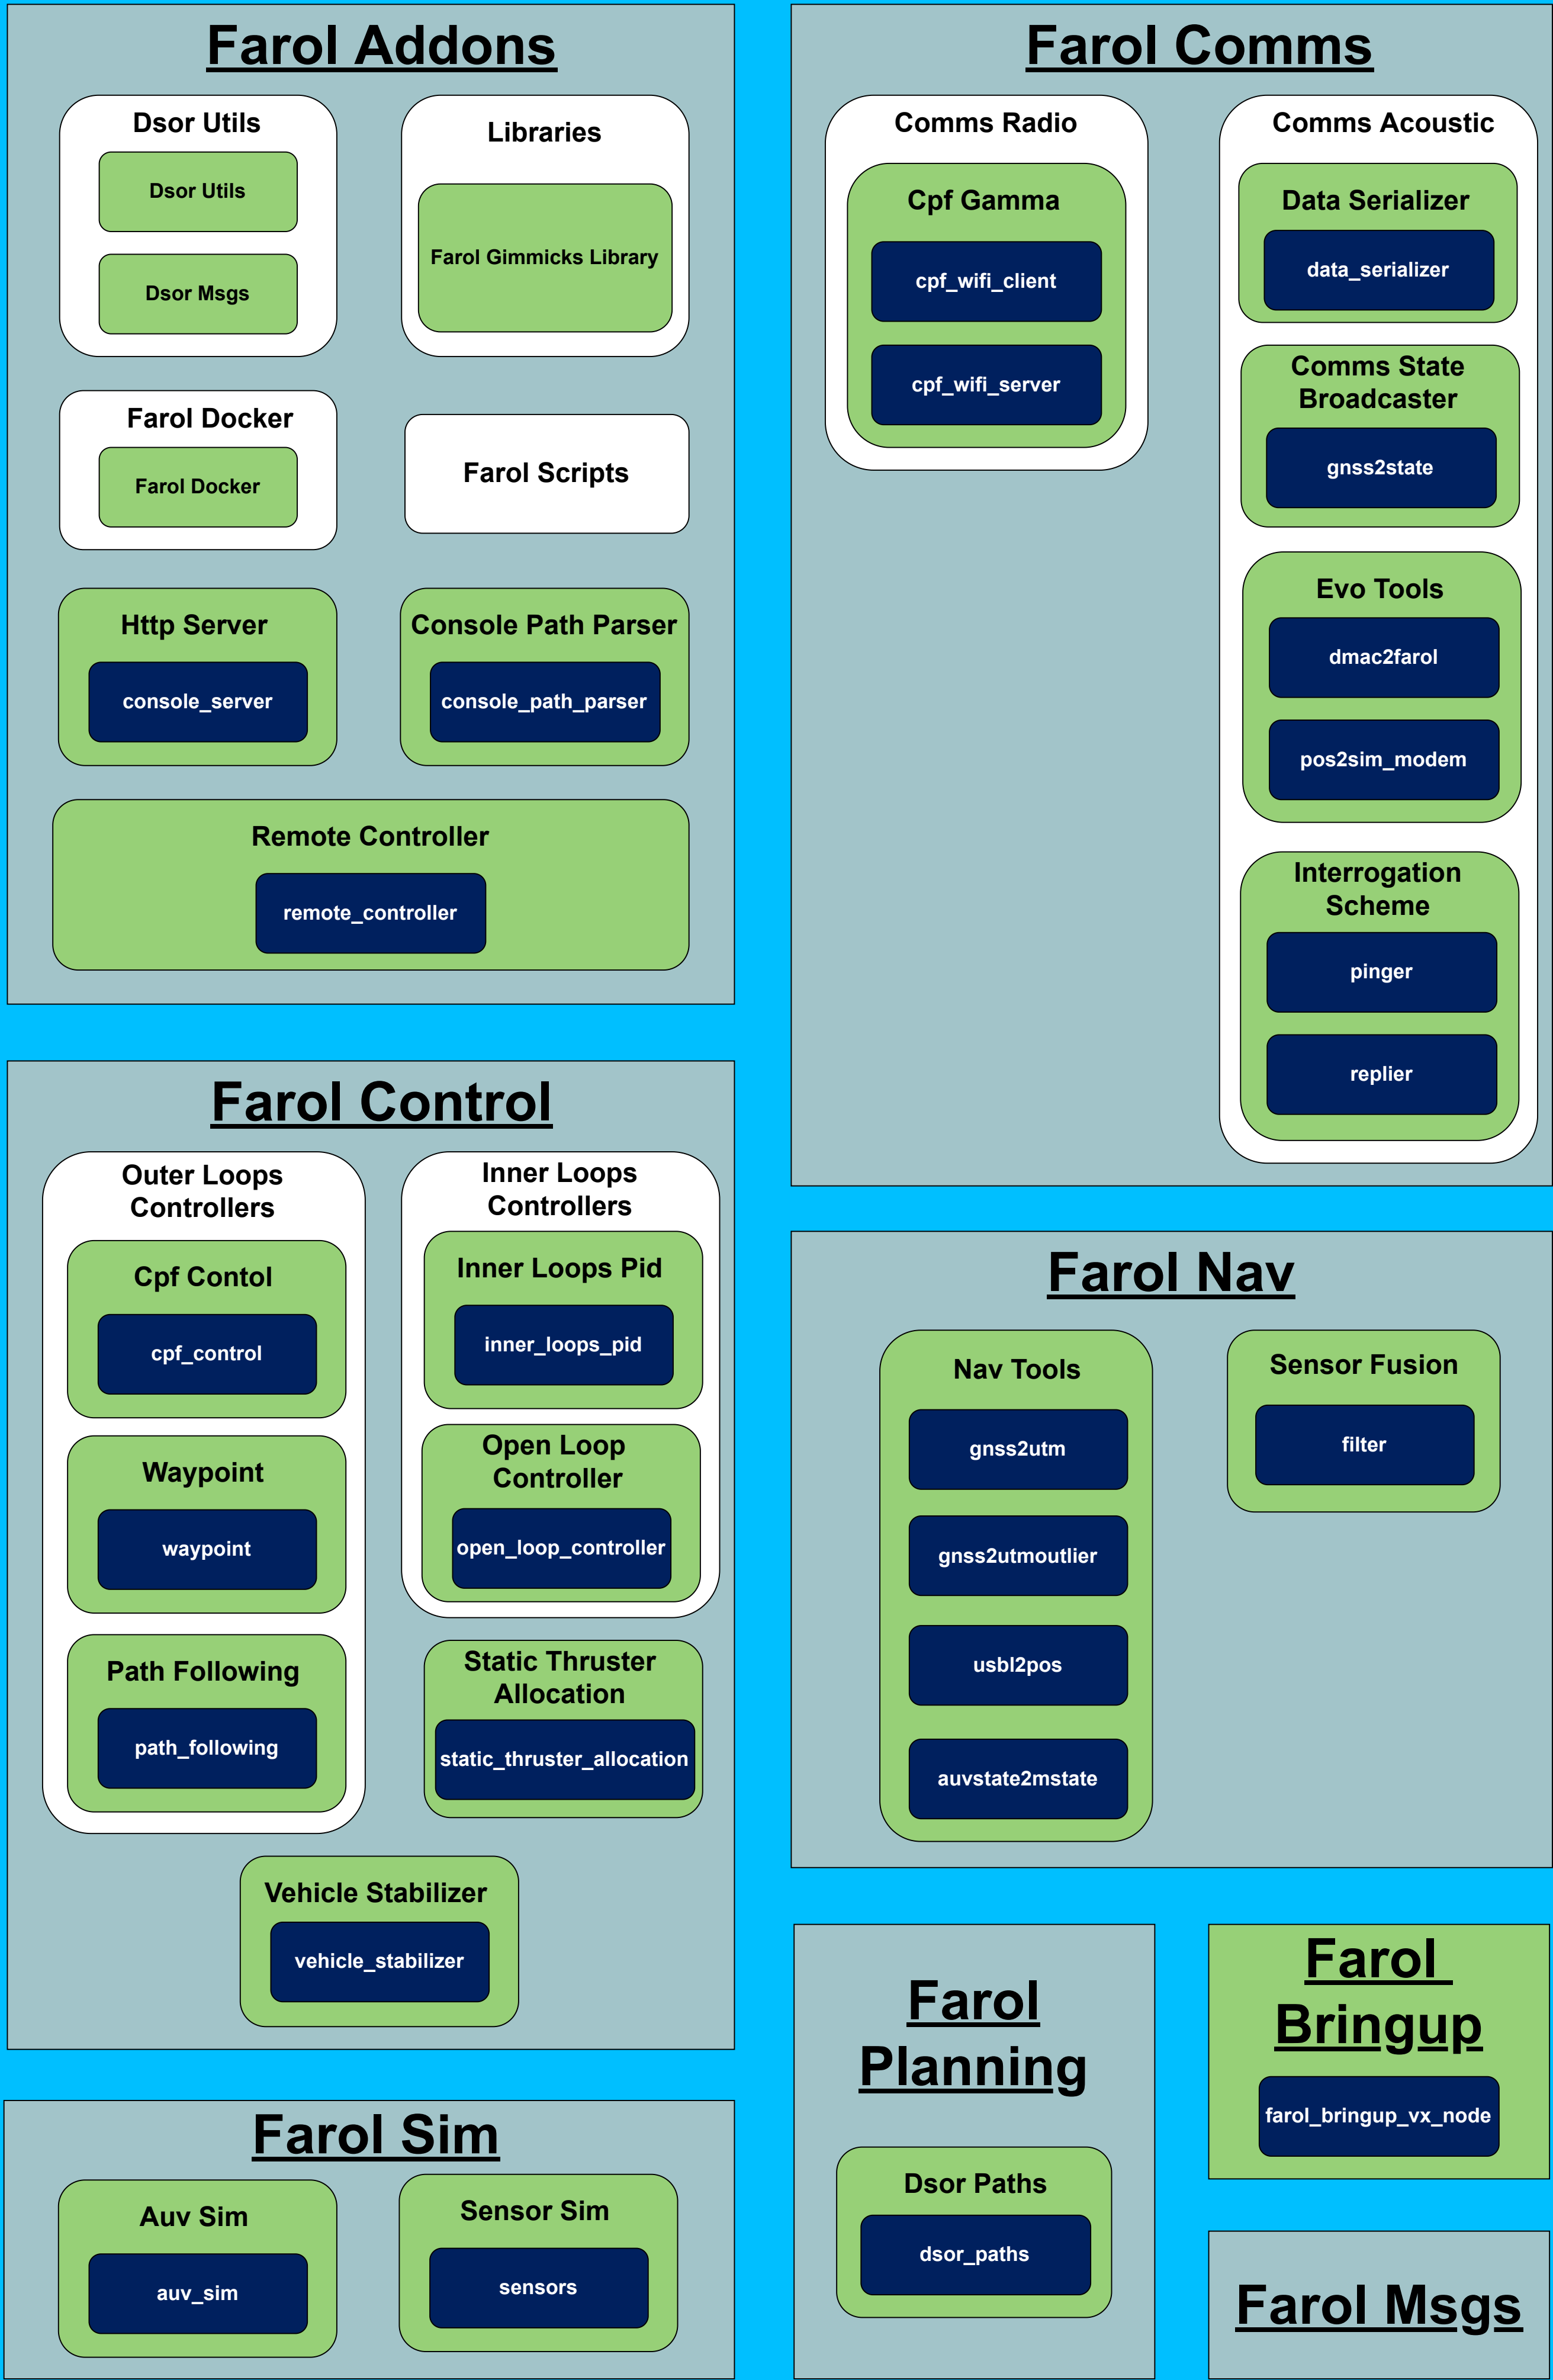 Farol Addons
Dsor Utils
Dsor Utils
Dsor Msgs
Libraries
Farol Gimmicks Library
Farol Docker
Farol Docker
Farol Scripts
Http Server
console_server
Console Path Parser
console_path_parser
Remote Controller
remote_controller
Farol Comms
Comms Radio
Cpf Gamma
cpf_wifi_client
cpf_wifi_server
Comms Acoustic
Data Serializer
data_serializer
Comms State
Broadcaster
gnss2state
Evo Tools
dmac2farol
pos2sim_modem
Interrogation
Scheme
pinger
replier
Farol Control
Outer Loops
Controllers
Cpf Contol
cpf_control
Waypoint
waypoint
Path Following
path_following
Inner Loops
Controllers
Inner Loops Pid
inner_loops_pid
Open Loop
Controller
open_loop_controller
Static Thruster
Allocation
static_thruster_allocation
Vehicle Stabilizer
vehicle_stabilizer
Farol Nav
Nav Tools
gnss2utm
gnss2utmoutlier
usbl2pos
auvstate2mstate
Sensor Fusion
filter
Farol Sim
Auv Sim
auv_sim
Sensor Sim
sensors
Farol
Planning
Dsor Paths
dsor_paths
Farol
Bringup
farol_bringup_vx_node
Farol Msgs